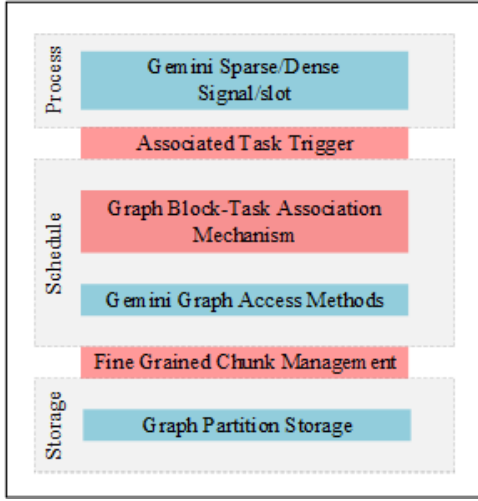 Process
Gemini Sparse/Dense
Signal/slot
Associated Task Trigger
Schedule
Graph Block-Task Association
Mechanism
Gemini Graph Access Methods
Fine Grained Chunk Management
Storage
Graph Partition Storage